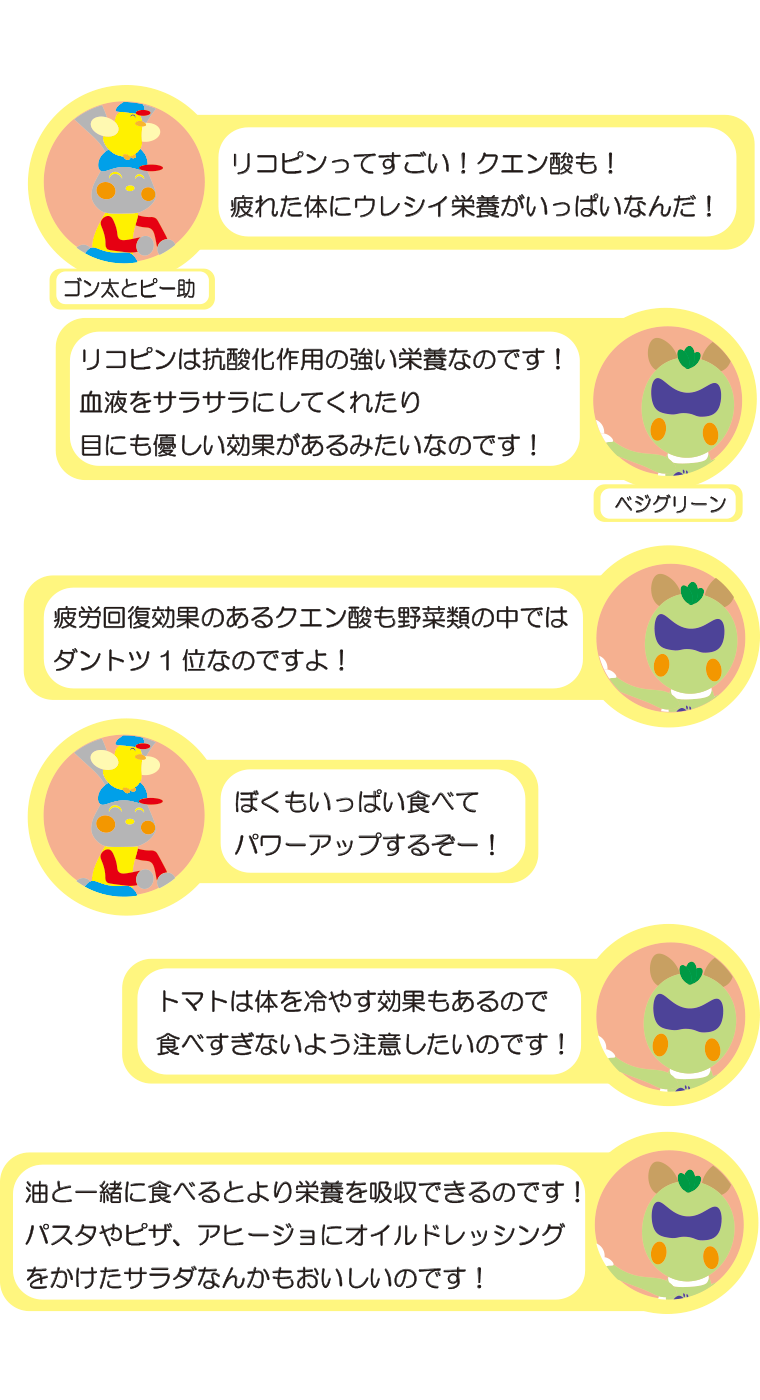 リコピンってすごい！クエン酸も！
疲れた体にウレシイ栄養がいっぱいなんだ！
ゴン太とピー助
リコピンは抗酸化作用の強い栄養なのです！
血液をサラサラにしてくれたり
目にも優しい効果があるみたいなのです！
ベジグリーン
疲労回復効果のあるクエン酸も野菜類の中では
ダントツ 1 位なのですよ！
ぼくもいっぱい食べて
パワーアップするぞー！
トマトは体を冷やす効果もあるので
食べすぎないよう注意したいのです！
油と一緒に食べるとより栄養を吸収できるのです！
パスタやピザ、アヒージョにオイルドレッシング
をかけたサラダなんかもおいしいのです！